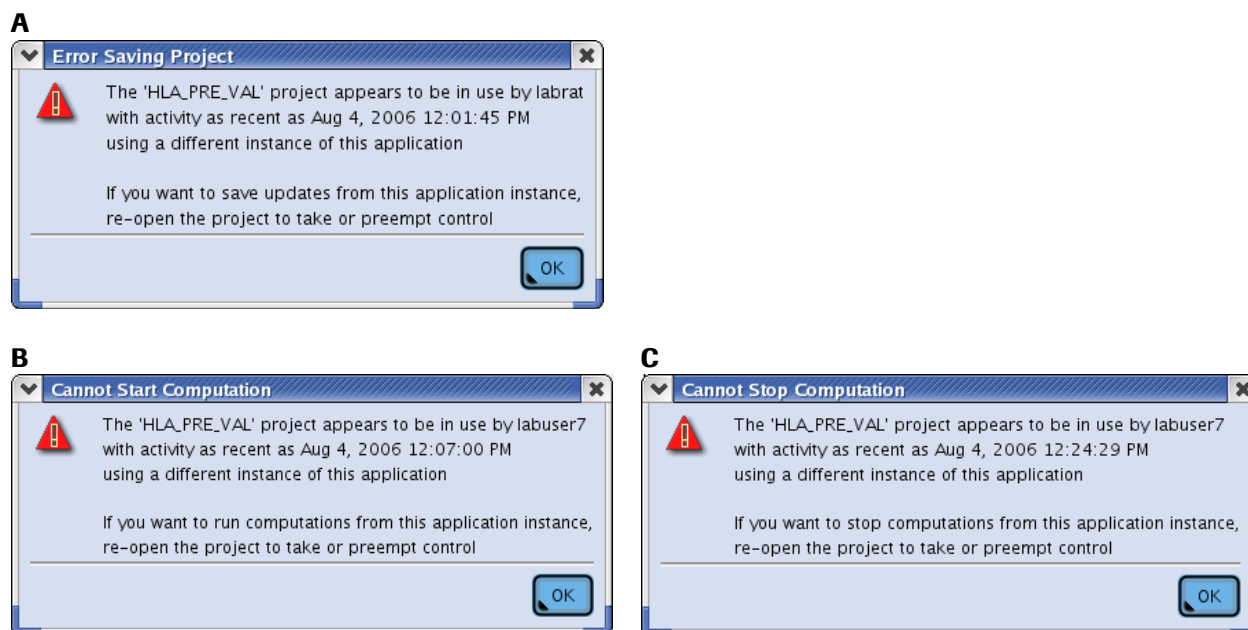 A
Error Saving Project
The 'HLA_PRE_VAL' project appears to be in use by labrat
with activity as recent as Aug 4, 2006 12:01:45 PM
using a different instance of this application
If you want to save updates from this application instance,
re-open the project to take or preempt control
OK
B
Cannot Start Computation
The 'HLA_PRE_VAL' project appears to be in use by labuser7
with activity as recent as Aug 4, 2006 12:07:00 PM
using a different instance of this application
If you want to run computations from this application instance,
re-open the project to take or preempt control
OK
C
Cannot Stop Computation
The 'HLA_PRE_VAL' project appears to be in use by labuser7
with activity as recent as Aug 4, 2006 12:24:29 PM
using a different instance of this application
If you want to stop computations from this application instance,
re-open the project to take or preempt control
OK